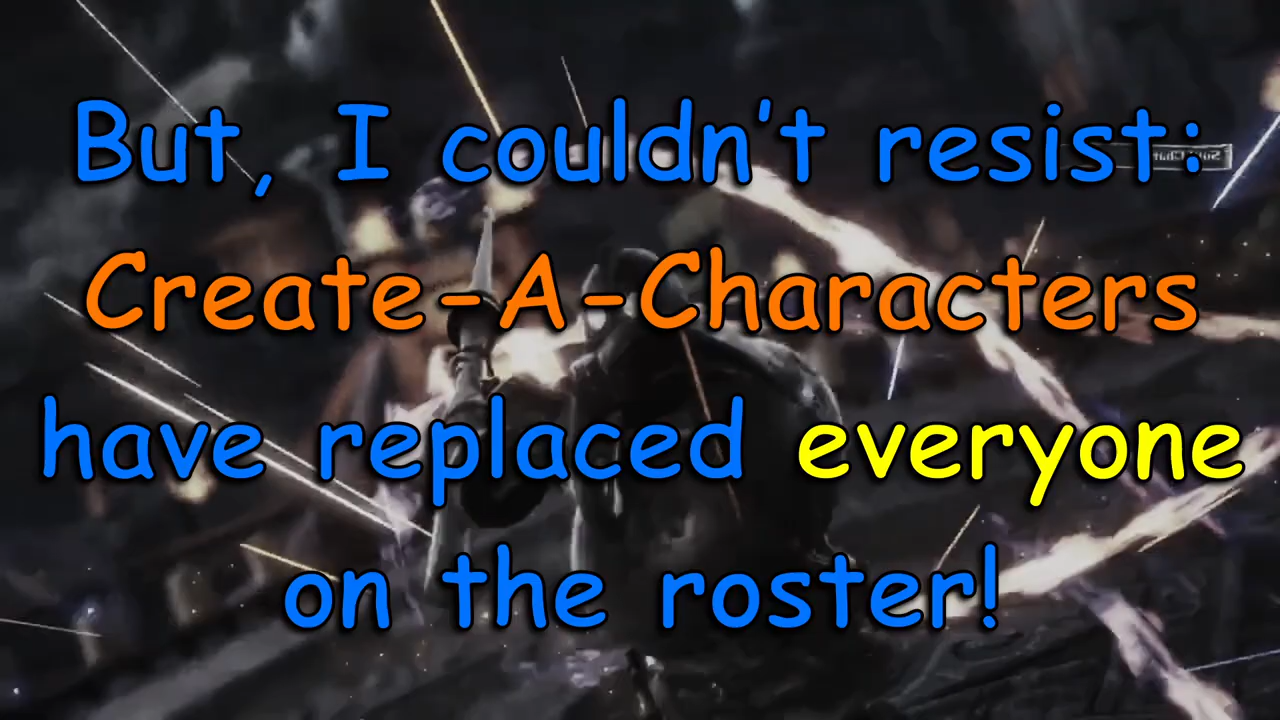 But, I couldn't resist:
Create-A-Characters
have replaced everyone
on the roster!